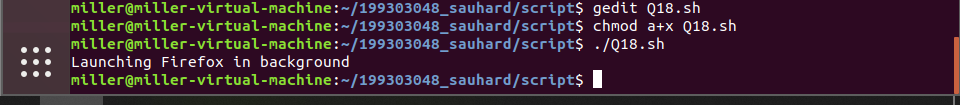 miller@miller-virtual-machine:~/199303048_sauhard/script$ gedit Q18.sh
miller@miller-virtual-machine:~/199303048_sauhard/script$ chmod a+x Q18.sh
miller@miller-virtual-machine:~/199303048_sauhard/script$ ./Q18.sh
Launching Firefox in background
miller@miller-virtual-machine:~/199303048_sauhard/script$